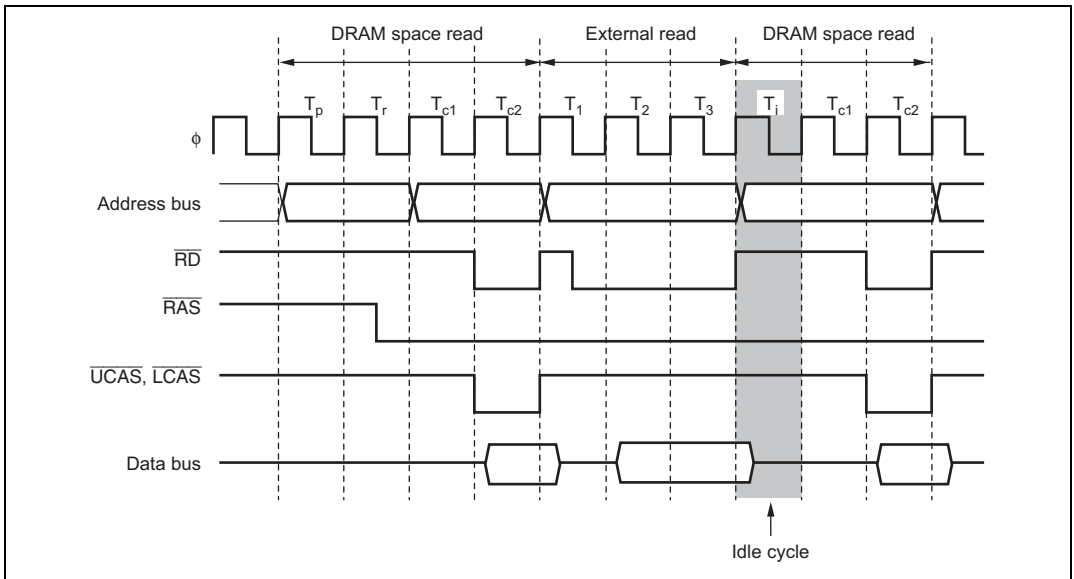 DRAM space read External read DRAM space read
Tp Tr Tc1 Tc2 T1 T2 T3 Ti Tc1 Tc2
φ
Address bus
RD
RAS
UCAS, LCAS
Data bus
Idle cycle